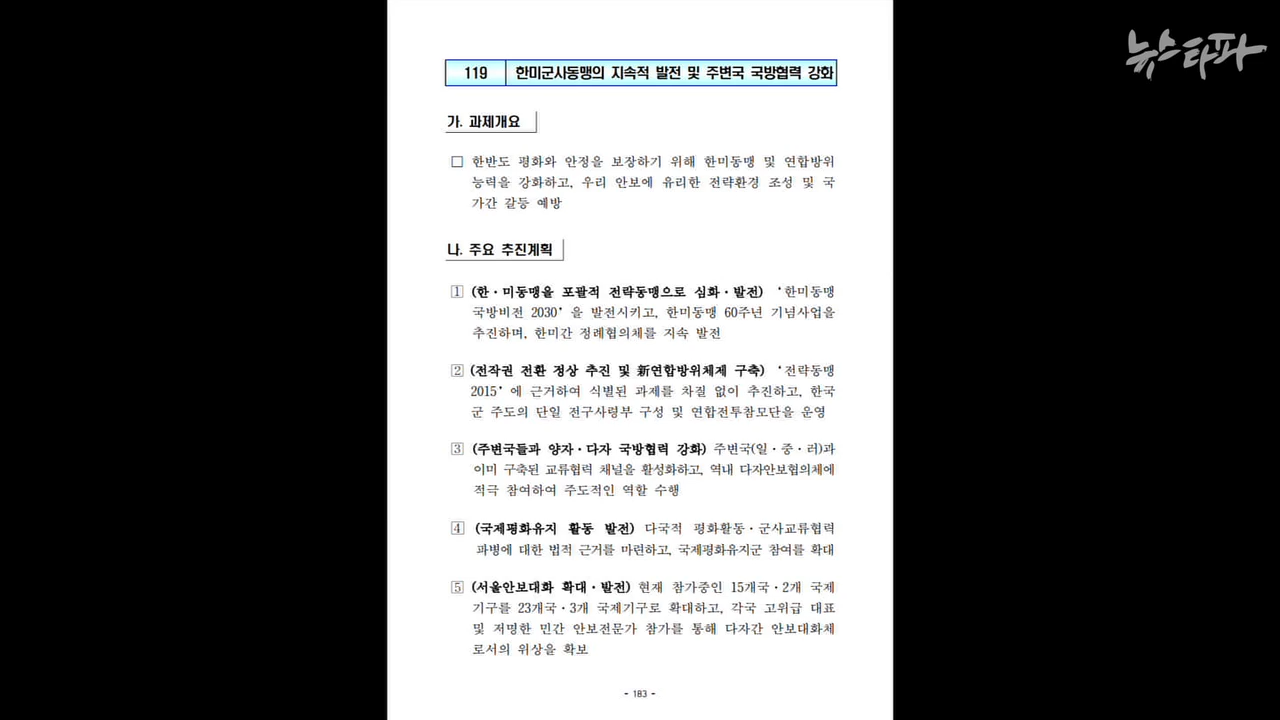 뉴스타파
119 한미군사동맹의 지속적 발전 및 주변국 국방협력 강화
가. 과제개요
□ 한반도 평화와 안정을 보장하기 위해 한미동맹 및 연합방위
능력을 강화하고, 우리 안보에 유리한 전략환경 조성 및 국
가간 갈등 예방
나. 주요 추진계획
1 (한·미동맹을 포괄적 전략동맹으로 심화·발전) '한미동맹
국방비전 2030' 을 발전시키고, 한미동맹 60주년 기념사업을
추진하며, 한미간 정례협의체를 지속 발전
2 (전작권 전환 정상 추진 및 新연합방위체제 구축) '전략동맹
2015' 에 근거하여 식별된 과제를 차질 없이 추진하고, 한국
군 주도의 단일 전구사령부 구성 및 연합전투참모단을 운영
3 (주변국들과 양자·다자 국방협력 강화) 주변국(일·중·러)과
이미 구축된 교류협력 채널을 활성화하고, 역내 다자안보협의체에
적극 참여하여 주도적인 역할 수행
4 (국제평화유지 활동 발전) 다국적 평화활동·군사교류협력
파병에 대한 법적 근거를 마련하고, 국제평화유지군 참여를 확대
5 (서울안보대화 확대·발전) 현재 참가중인 15개국·2개 국제
기구를 23개국·3개 국제기구로 확대하고, 각국 고위급 대표
및 저명한 민간 안보전문가 참가를 통해 다자간 안보대화체
로서의 위상을 확보
- 183 -